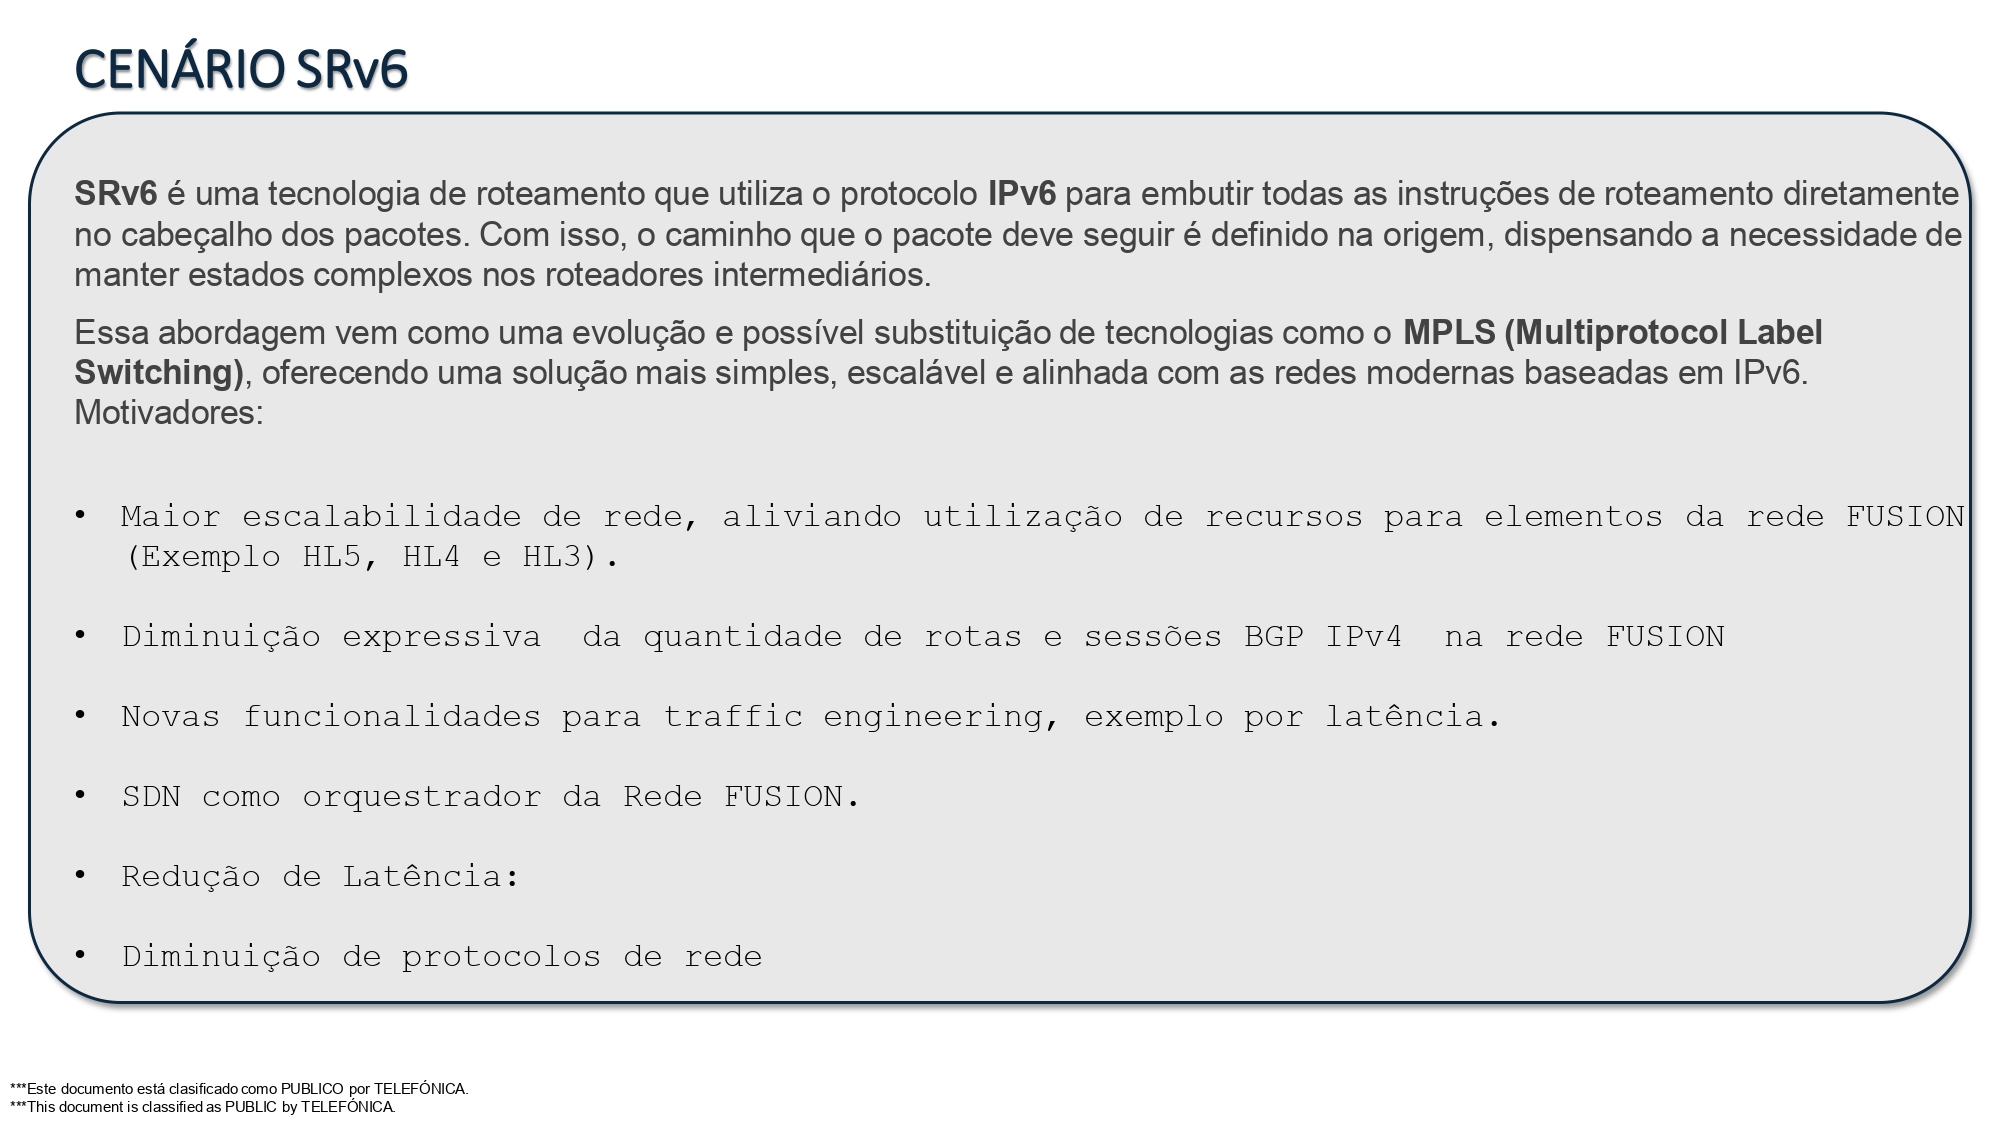 CENÁRIO SRv6
SRv6 é uma tecnologia de roteamento que utiliza o protocolo IPv6 para embutir todas as instruções de roteamento diretamente
no cabeçalho dos pacotes. Com isso, o caminho que o pacote deve seguir é definido na origem, dispensando a necessidade de
manter estados complexos nos roteadores intermediários.
Essa abordagem vem como uma evolução e possível substituição de tecnologias como o MPLS (Multiprotocol Label
Switching), oferecendo uma solução mais simples, escalável e alinhada com as redes modernas baseadas em IPv6.
Motivadores:
• Maior escalabilidade de rede, aliviando utilização de recursos para elementos da rede FUSION
(Exemplo HL5, HL4 e HL3).
• Diminuição expressiva  da quantidade de rotas e sessões BGP IPv4  na rede FUSION
• Novas funcionalidades para traffic engineering, exemplo por latência.
• SDN como orquestrador da Rede FUSION.
• Redução de Latência:
• Diminuição de protocolos de rede
***Este documento está clasificado como PUBLICO por TELEFÓNICA.
***This document is classified as PUBLIC by TELEFÓNICA.